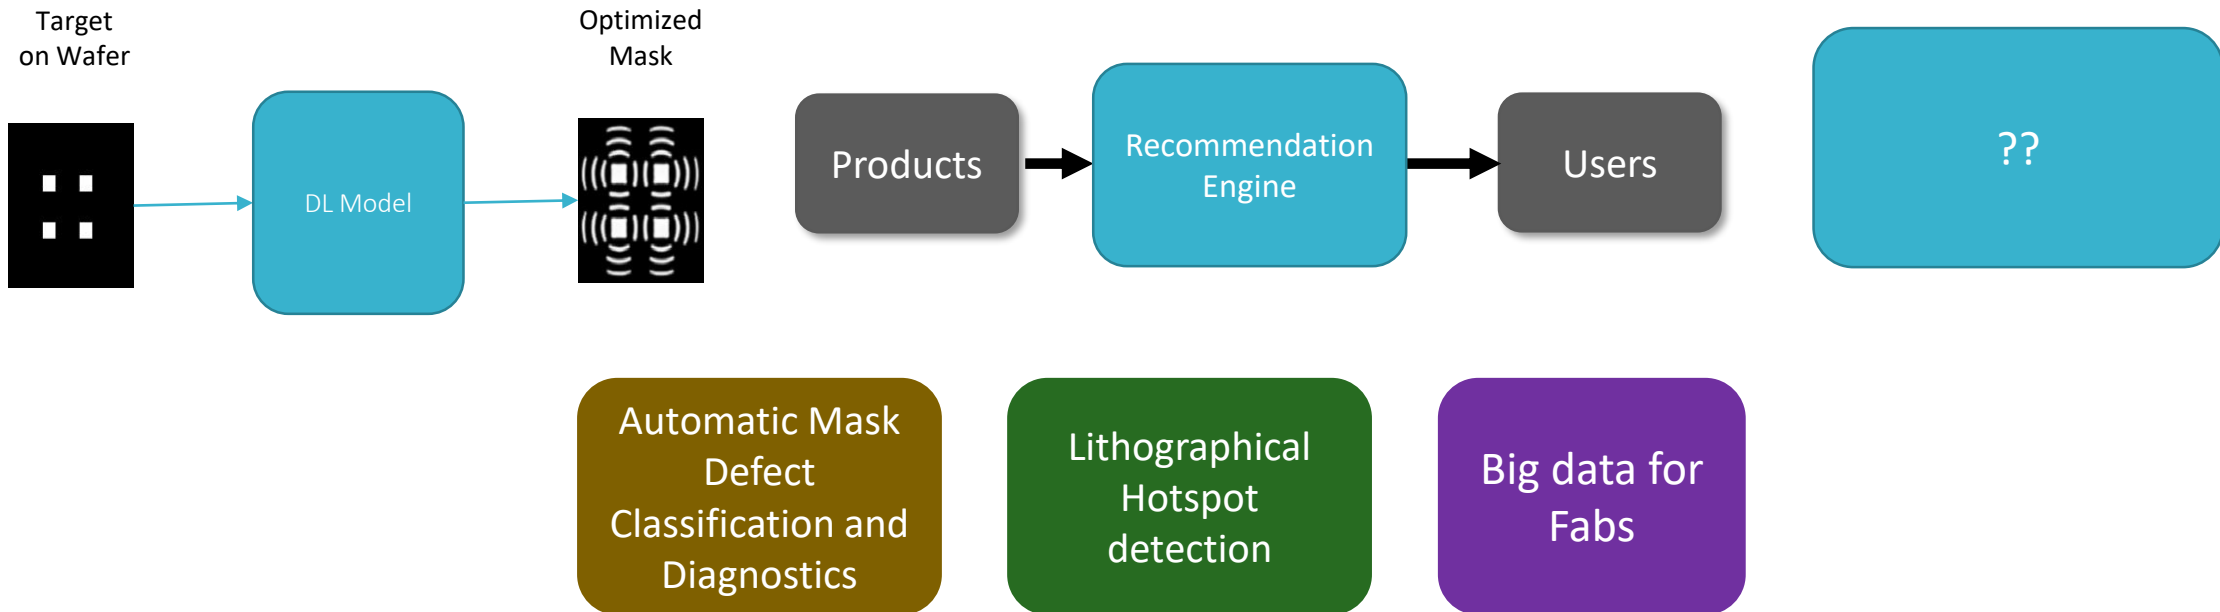 Target
on Wafer
DL Model
Optimized
Mask
Products
Recommendation
Engine
Users
??
Automatic Mask
Defect
Classification and
Diagnostics
Lithographical
Hotspot
detection
Big data for
Fabs